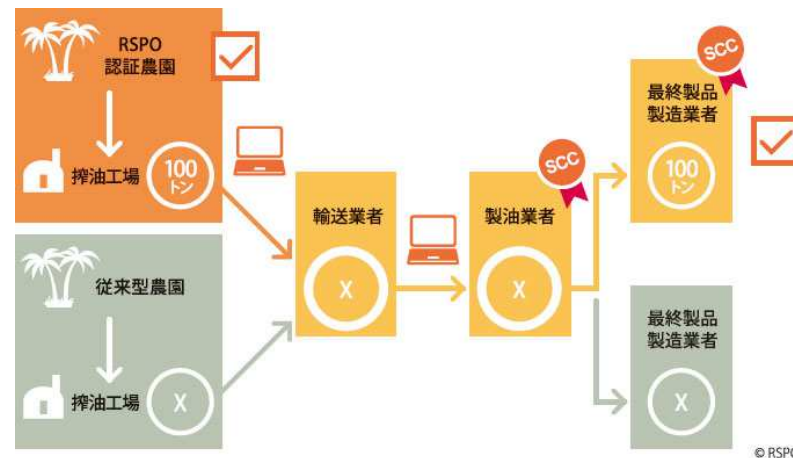 RSPO
認証農園
搾油工場
100
トン
従来型農園
搾油工場
X
輸送業者
X
製油業者
SCC
X
最終製品
製造業者
SCC
100
トン
最終製品
製造業者
X
© RSPO